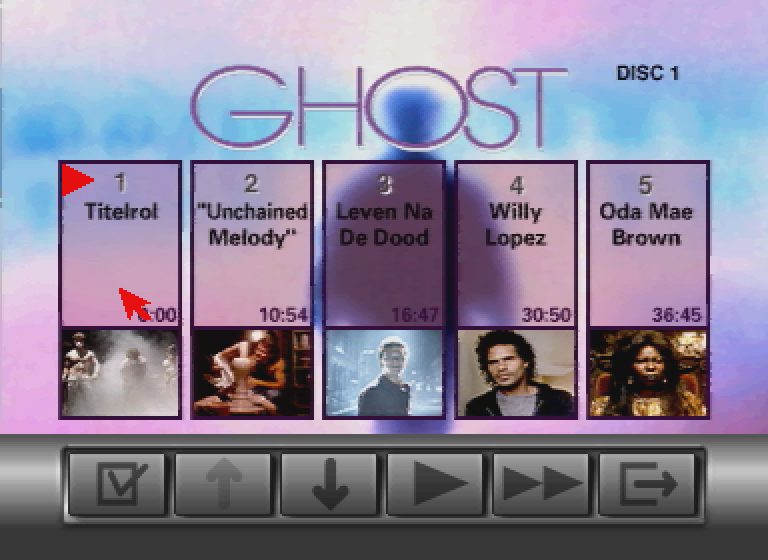 GHOST
DISC 1
1
Titelrol
:00
2
"Unchained
Melody"
10:54
3
Leven Na
De Dood
16:47
4
Willy
Lopez
30:50
5
Oda Mae
Brown
36:45